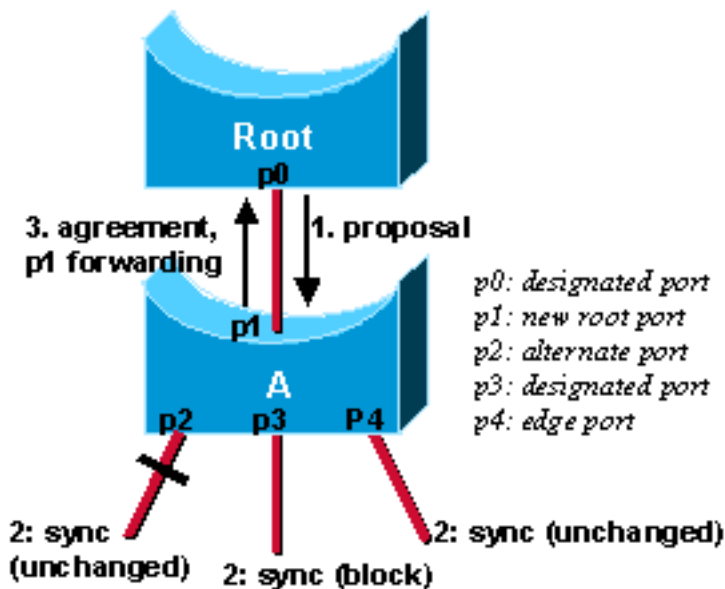 Root
p0
3. agreement,
p1 forwarding
1. proposal
p0: designated port
p1: new root port
p2: alternate port
p3: designated port
p4: edge port
p1
A
p2
p3
P4
2: sync
(unchanged)
2: sync (block)
2: sync (unchanged)